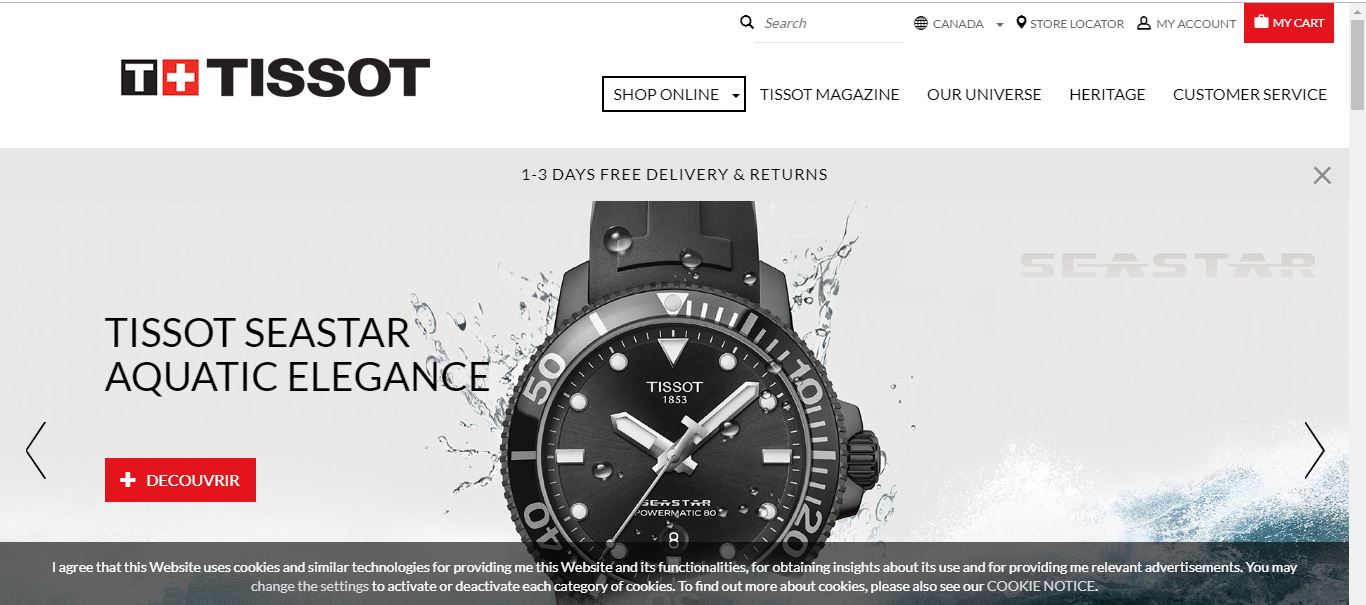 Search
CANADA
STORE LOCATOR
MY ACCOUNT
MY CART
T+ TISSOT
SHOP ONLINE
TISSOT MAGAZINE
OUR UNIVERSE
HERITAGE
CUSTOMER SERVICE
1-3 DAYS FREE DELIVERY & RETURNS
SEASTAR
TISSOT SEASTAR
AQUATIC ELEGANCE
DECOUVRIR
50
10
TISSOT
1853
SEASTAR
POWERMATIC 80
40
20
8
I agree that this Website uses cookies and similar technologies for providing me this Website and its functionalities, for obtaining insights about its use and for providing me relevant advertisements. You may
change the settings to activate or deactivate each category of cookies. To find out more about cookies, please also see our COOKIE NOTICE.